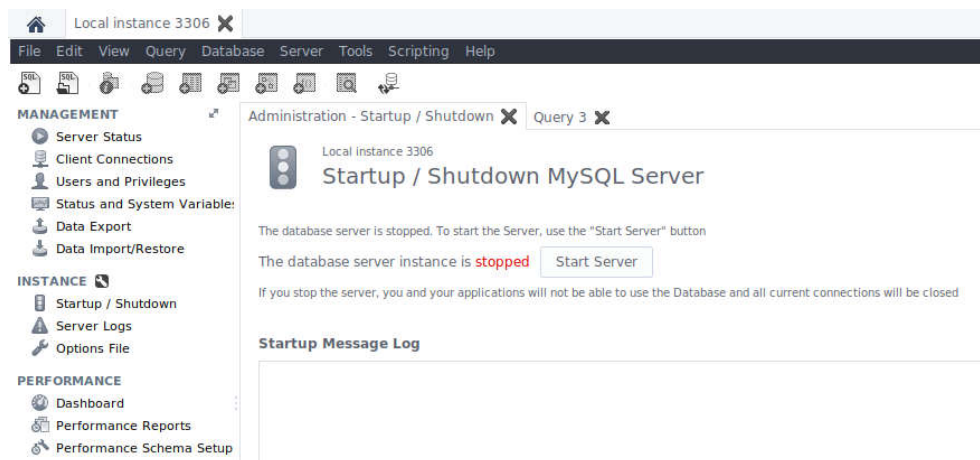 Local instance 3306
File Edit View Query Database Server Tools Scripting Help
SQL SQL
MANAGEMENT
Server Status
Client Connections
Users and Privileges
Status and System Variable
Data Export
Data Import/Restore
INSTANCE
Startup / Shutdown
Server Logs
Options File
PERFORMANCE
Dashboard
Performance Reports
Performance Schema Setup
Administration - Startup / Shutdown Query 3
Local instance 3306
Startup / Shutdown MySQL Server
The database server is stopped. To start the Server, use the "Start Server" button
The database server instance is stopped Start Server
If you stop the server, you and your applications will not be able to use the Database and all current connections will be closed
Startup Message Log